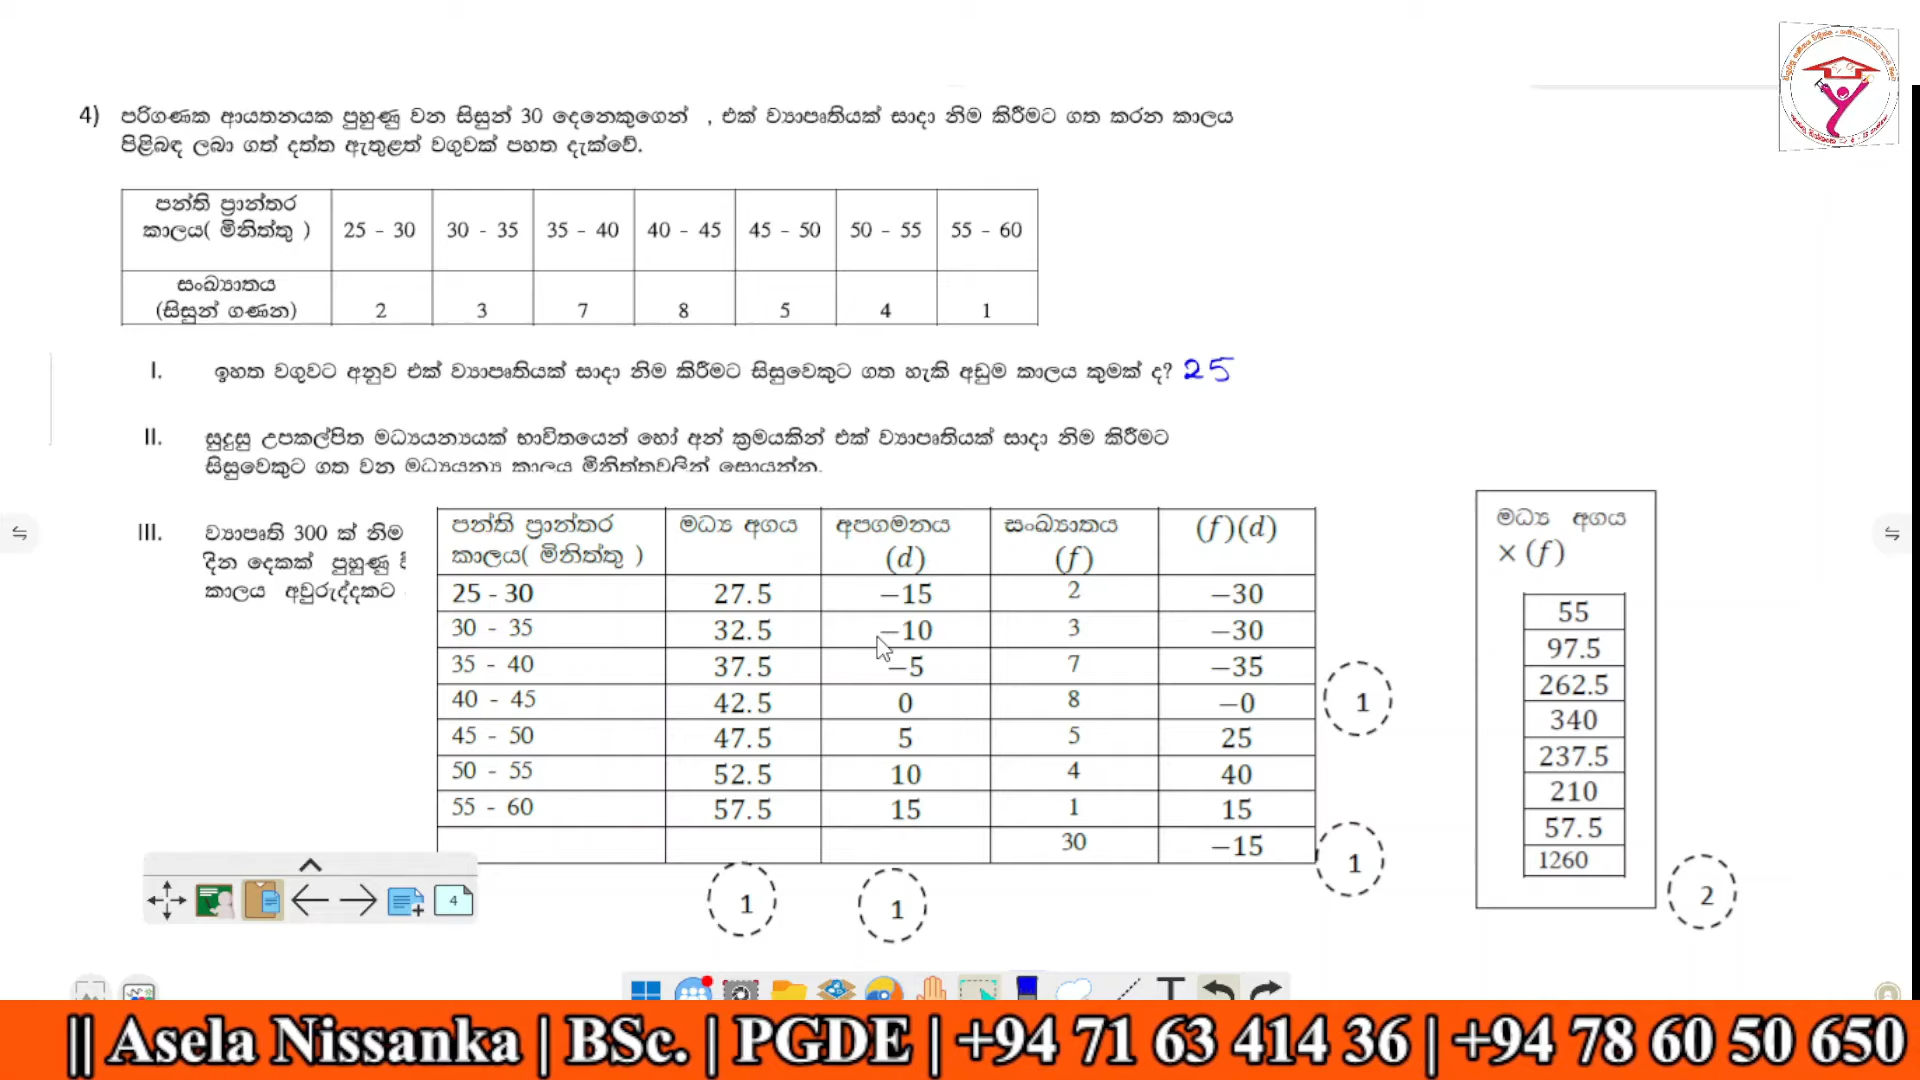 4) පරිගණක ආයතනයක පුහුණු වන සිසුන් 30 දෙනෙකුගෙන් , එක් ව්‍යාපෘතියක් සාදා නිම කිරීමට ගත කරන කාලය
පිළිබඳ ලබා ගත් දත්ත ඇතුළත් වගුවක් පහත දැක්වේ.
පන්ති ප්‍රාන්තර
කාලය( මිනිත්තු ) 25 - 30 30 - 35 35 - 40 40 - 45 45 - 50 50 - 55 55 - 60
සංඛ්‍යාතය
(සිසුන් ගණන) 2 3 7 8 5 4 1
I. ඉහත වගුවට අනුව එක් ව්‍යාපෘතියක් සාදා නිම කිරීමට සිසුවෙකුට ගත හැකි අඩුම කාලය කුමක් ද? 25
II. සුදුසු උපකල්පිත මධ්‍යයන්‍යයක් භාවිතයෙන් හෝ අන් ක්‍රමයකින් එක් ව්‍යාපෘතියක් සාදා නිම කිරීමට
සිසුවෙකුට ගත වන මධ්‍යයන්‍ය කාලය මිනිත්තුවලින් සොයන්න.
III. ව්‍යාපෘති 300 ක් නිම
දින දෙකක් පුහුණු
කාලය අවුරුද්දකට
පන්ති ප්‍රාන්තර
කාලය( මිනිත්තු ) මධ්‍ය අගය අපගමනය
(d) සංඛ්‍යාතය
(f) (f)(d)
25 - 30 27.5 −15 2 −30
30 - 35 32.5 −10 3 −30
35 - 40 37.5 −5 7 −35
40 - 45 42.5 0 8 −0
45 - 50 47.5 5 5 25
50 - 55 52.5 10 4 40
55 - 60 57.5 15 1 15
30 −15
1
1
1
1
මධ්‍ය අගය
× (f)
55
97.5
262.5
340
237.5
210
57.5
1260
2
4
|| Asela Nissanka | BSc. | PGDE | +94 71 63 414 36 | +94 78 60 50 650